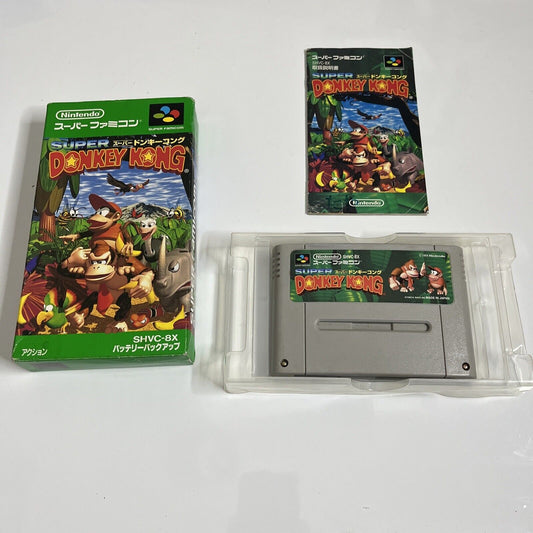 Nintendo
スーパーファミコン
SUPER FAMICOM
SUPER スーパードンキーコング
DONKEY KONG
SHVC-8X
アクション
バッテリーバックアップ
スーパーファミコン
SHVC-8X
取扱説明書
SUPER スーパードンキーコング
DONKEY KONG
Nintendo
Nintendo SHVC-8X
スーパーファミコン
SUPER スーパードンキーコング
DONKEY KONG
MADE IN JAPAN